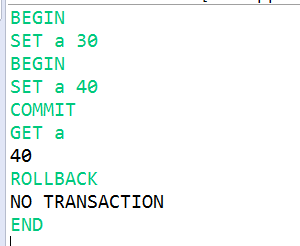 BEGIN
SET a 30
BEGIN
SET a 40
COMMIT
GET a
40
ROLLBACK
NO TRANSACTION
END